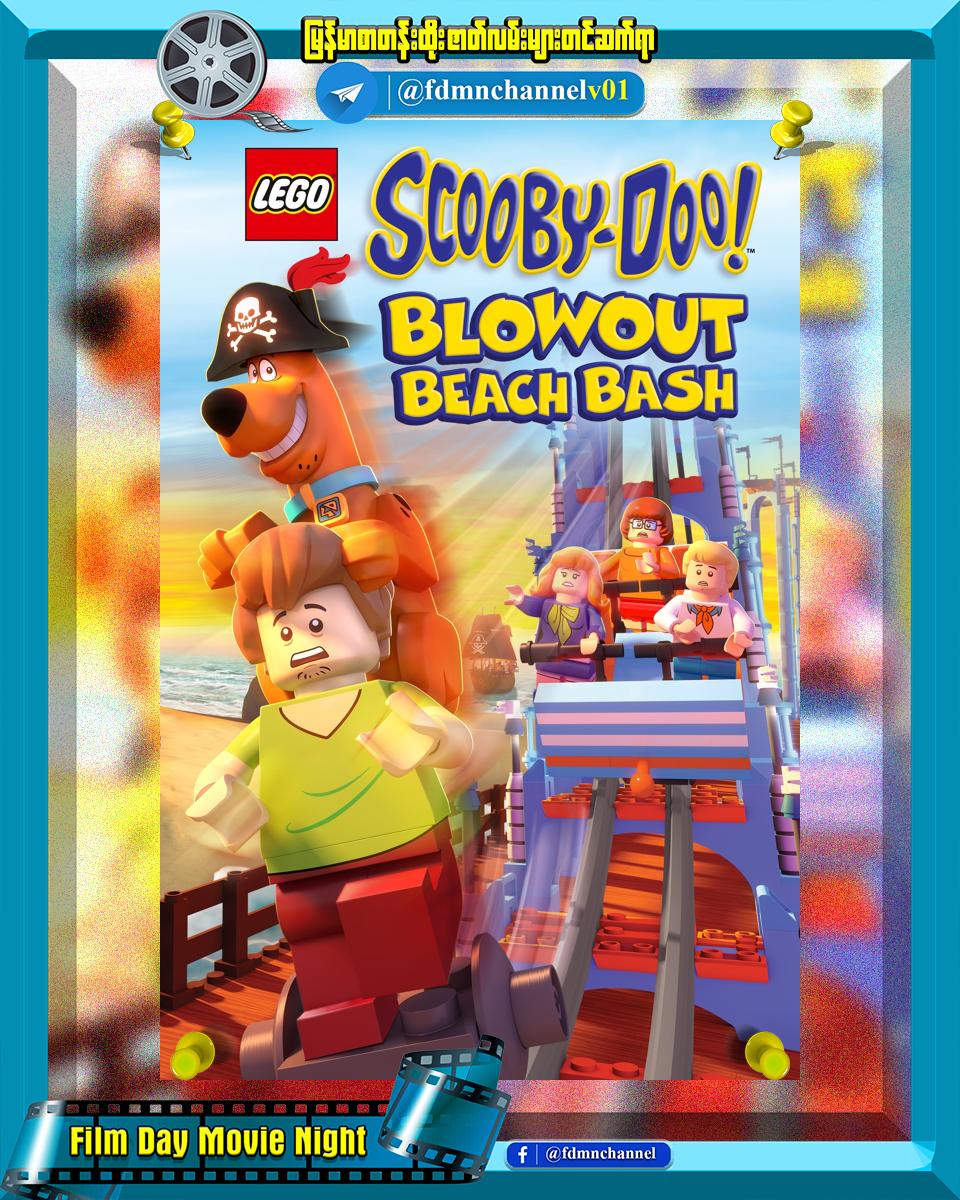 မြန်မာစာတန်းထိုး ဇာတ်လမ်းများတင်ဆက်ရာ
@fdmnchannelv01
LEGO
SCOOBY-DOO!™
BLOWOUT
BEACH BASH
Film Day Movie Night
f | @fdmnchannel